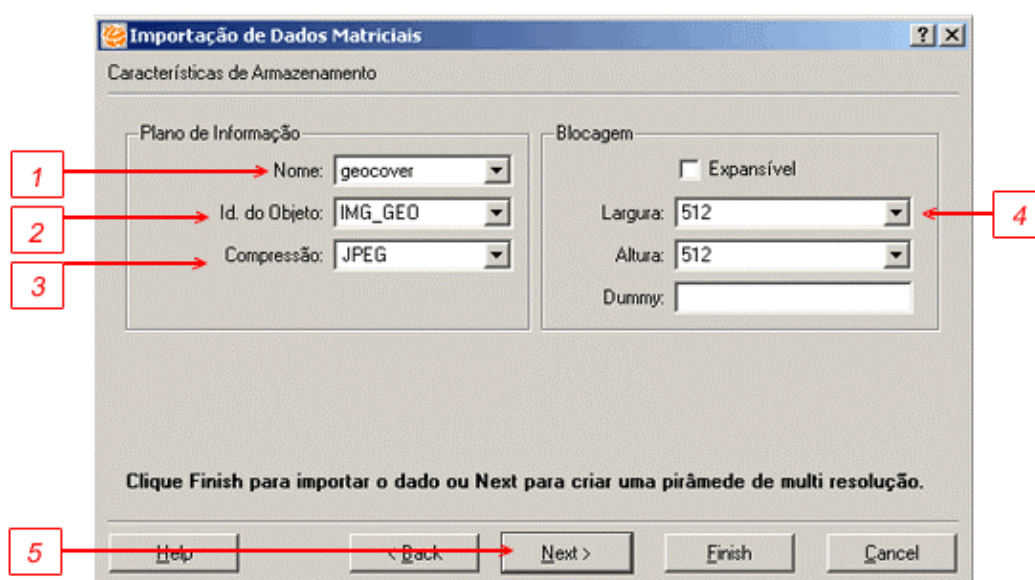 Importação de Dados Matriciais
Características de Armazenamento
Plano de Informação
1
Nome: geocover
2
Id. do Objeto: IMG_GEO
3
Compressão: JPEG
Blocagem
Expansível
Largura: 512
4
Altura: 512
Dummy:
Clique Finish para importar o dado ou Next para criar uma pirâmede de multi resolução.
5
Help
< Back
Next >
Finish
Cancel